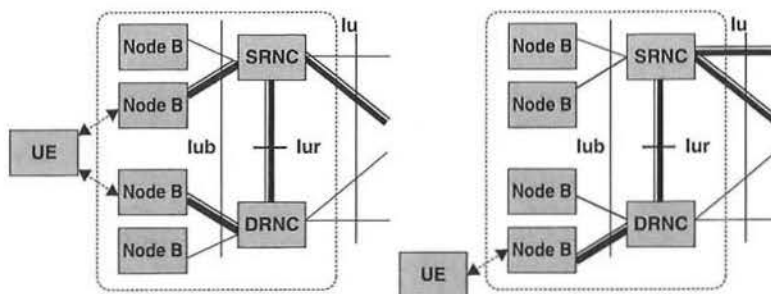 Iu
Node B
SRNC
Node B
UE
Iub
Iur
Node B
DRNC
Node B
Iu
Node B
SRNC
Node B
Iub
Iur
Node B
DRNC
Node B
UE